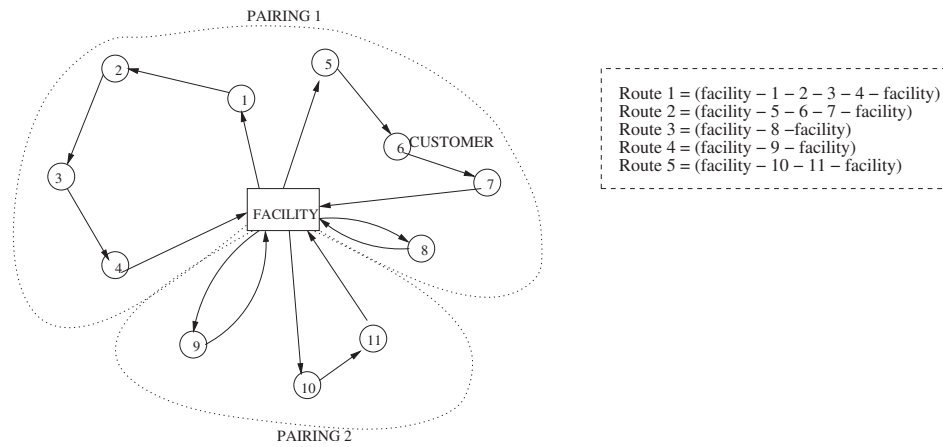 PAIRING 1
5
2
1
6
CUSTOMER
3
7
FACILITY
4
8
9
11
10
PAIRING 2
Route 1 = (facility − 1 − 2 − 3 − 4 − facility)
Route 2 = (facility − 5 − 6 − 7 − facility)
Route 3 = (facility − 8 −facility)
Route 4 = (facility − 9 − facility)
Route 5 = (facility − 10 − 11 − facility)